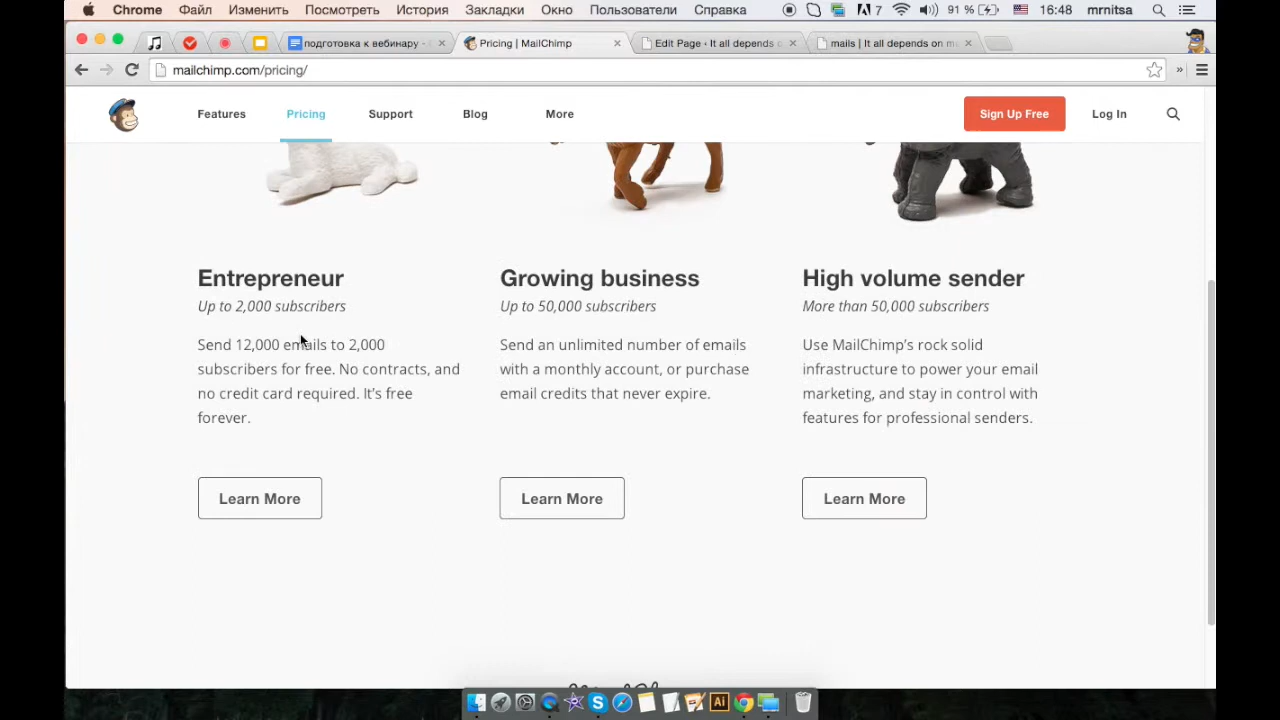 Chrome Файл Изменить Посмотреть История Закладки Окно Пользователи Справка 7 91 % 16:48 mrnitsa
подготовка к вебинару - Pricing | MailChimp Edit Page ‹ It all depends mails | It all depends on
mailchimp.com/pricing/ »
Features Pricing Support Blog More Sign Up Free Log In
Entrepreneur
Up to 2,000 subscribers
Send 12,000 emails to 2,000
subscribers for free. No contracts, and
no credit card required. It's free
forever.
Learn More
Growing business
Up to 50,000 subscribers
Send an unlimited number of emails
with a monthly account, or purchase
email credits that never expire.
Learn More
High volume sender
More than 50,000 subscribers
Use MailChimp's rock solid
infrastructure to power your email
marketing, and stay in control with
features for professional senders.
Learn More
Ai